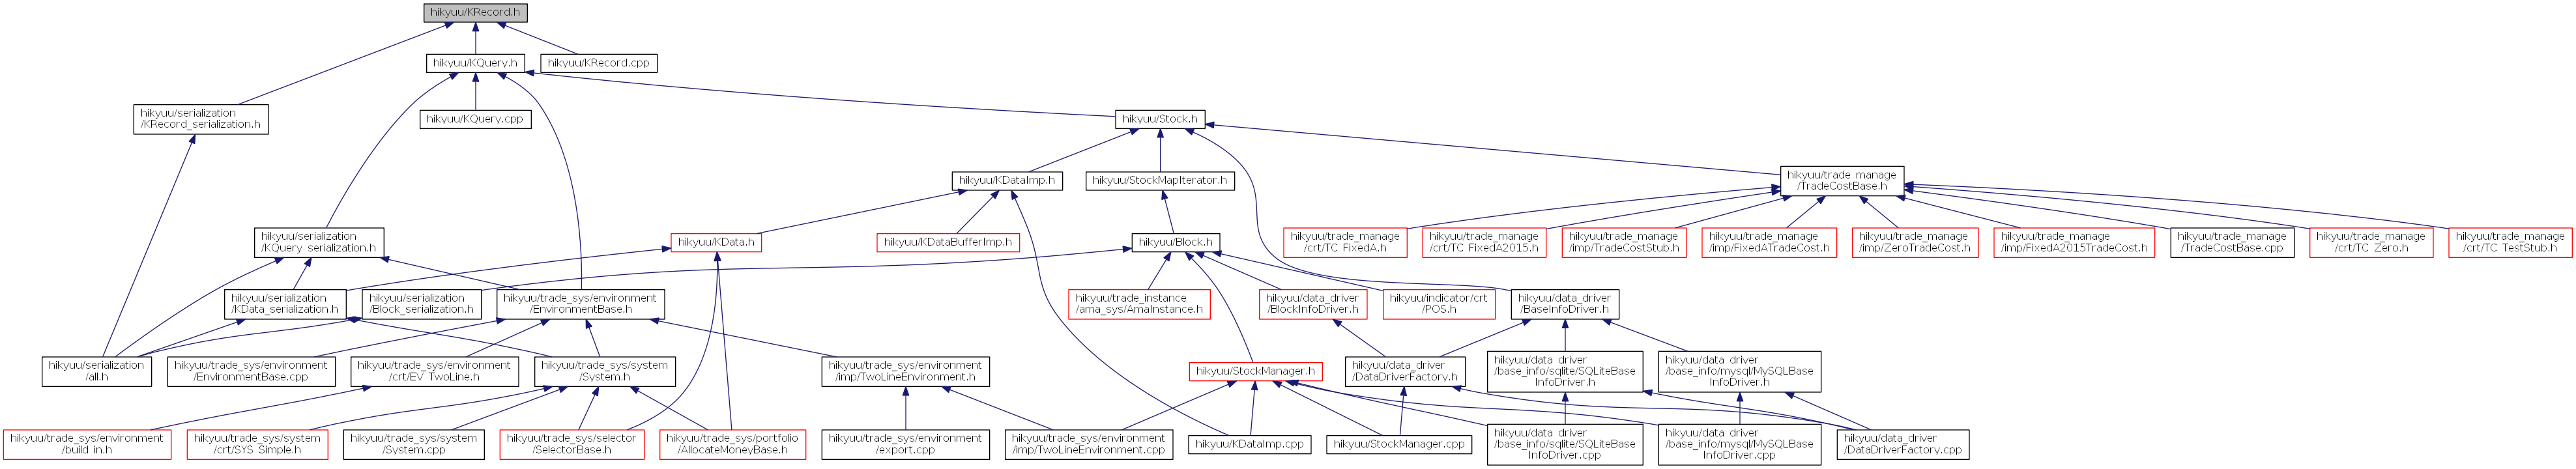 hikyuu/KRecord.h
hikyuu/KQuery.h
hikyuu/KRecord.cpp
hikyuu/serialization
/KRecord_serialization.h
hikyuu/KQuery.cpp
hikyuu/Stock.h
hikyuu/KDataImp.h
hikyuu/StockMapIterator.h
hikyuu/trade_manage
/TradeCostBase.h
hikyuu/serialization
/KQuery_serialization.h
hikyuu/KData.h
hikyuu/KDataBufferImp.h
hikyuu/Block.h
hikyuu/trade_manage
/crt/TC_FixedA.h
hikyuu/trade_manage
/crt/TC_FixedA2015.h
hikyuu/trade_manage
/imp/TradeCostStub.h
hikyuu/trade_manage
/imp/FixedATradeCost.h
hikyuu/trade_manage
/imp/ZeroTradeCost.h
hikyuu/trade_manage
/imp/FixedA2015TradeCost.h
hikyuu/trade_manage
/TradeCostBase.cpp
hikyuu/trade_manage
/crt/TC_Zero.h
hikyuu/trade_manage
/crt/TC_TestStub.h
hikyuu/serialization
/KData_serialization.h
hikyuu/serialization
/Block_serialization.h
hikyuu/trade_sys/environment
/EnvironmentBase.h
hikyuu/trade_instance
/ama_sys/AmaInstance.h
hikyuu/data_driver
/BlockInfoDriver.h
hikyuu/indicator/crt
/POS.h
hikyuu/data_driver
/BaseInfoDriver.h
hikyuu/serialization
/all.h
hikyuu/trade_sys/environment
/EnvironmentBase.cpp
hikyuu/trade_sys/environment
/crt/EV_TwoLine.h
hikyuu/trade_sys/system
/System.h
hikyuu/trade_sys/environment
/imp/TwoLineEnvironment.h
hikyuu/StockManager.h
hikyuu/data_driver
/DataDriverFactory.h
hikyuu/data_driver
/base_info/sqlite/SQLiteBase
InfoDriver.h
hikyuu/data_driver
/base_info/mysql/MySQLBase
InfoDriver.h
hikyuu/trade_sys/environment
/build_in.h
hikyuu/trade_sys/system
/crt/SYS_Simple.h
hikyuu/trade_sys/system
/System.cpp
hikyuu/trade_sys/selector
/SelectorBase.h
hikyuu/trade_sys/portfolio
/AllocateMoneyBase.h
hikyuu/trade_sys/environment
/export.cpp
hikyuu/trade_sys/environment
/imp/TwoLineEnvironment.cpp
hikyuu/KDataImp.cpp
hikyuu/StockManager.cpp
hikyuu/data_driver
/base_info/sqlite/SQLiteBase
InfoDriver.cpp
hikyuu/data_driver
/base_info/mysql/MySQLBase
InfoDriver.cpp
hikyuu/data_driver
/DataDriverFactory.cpp